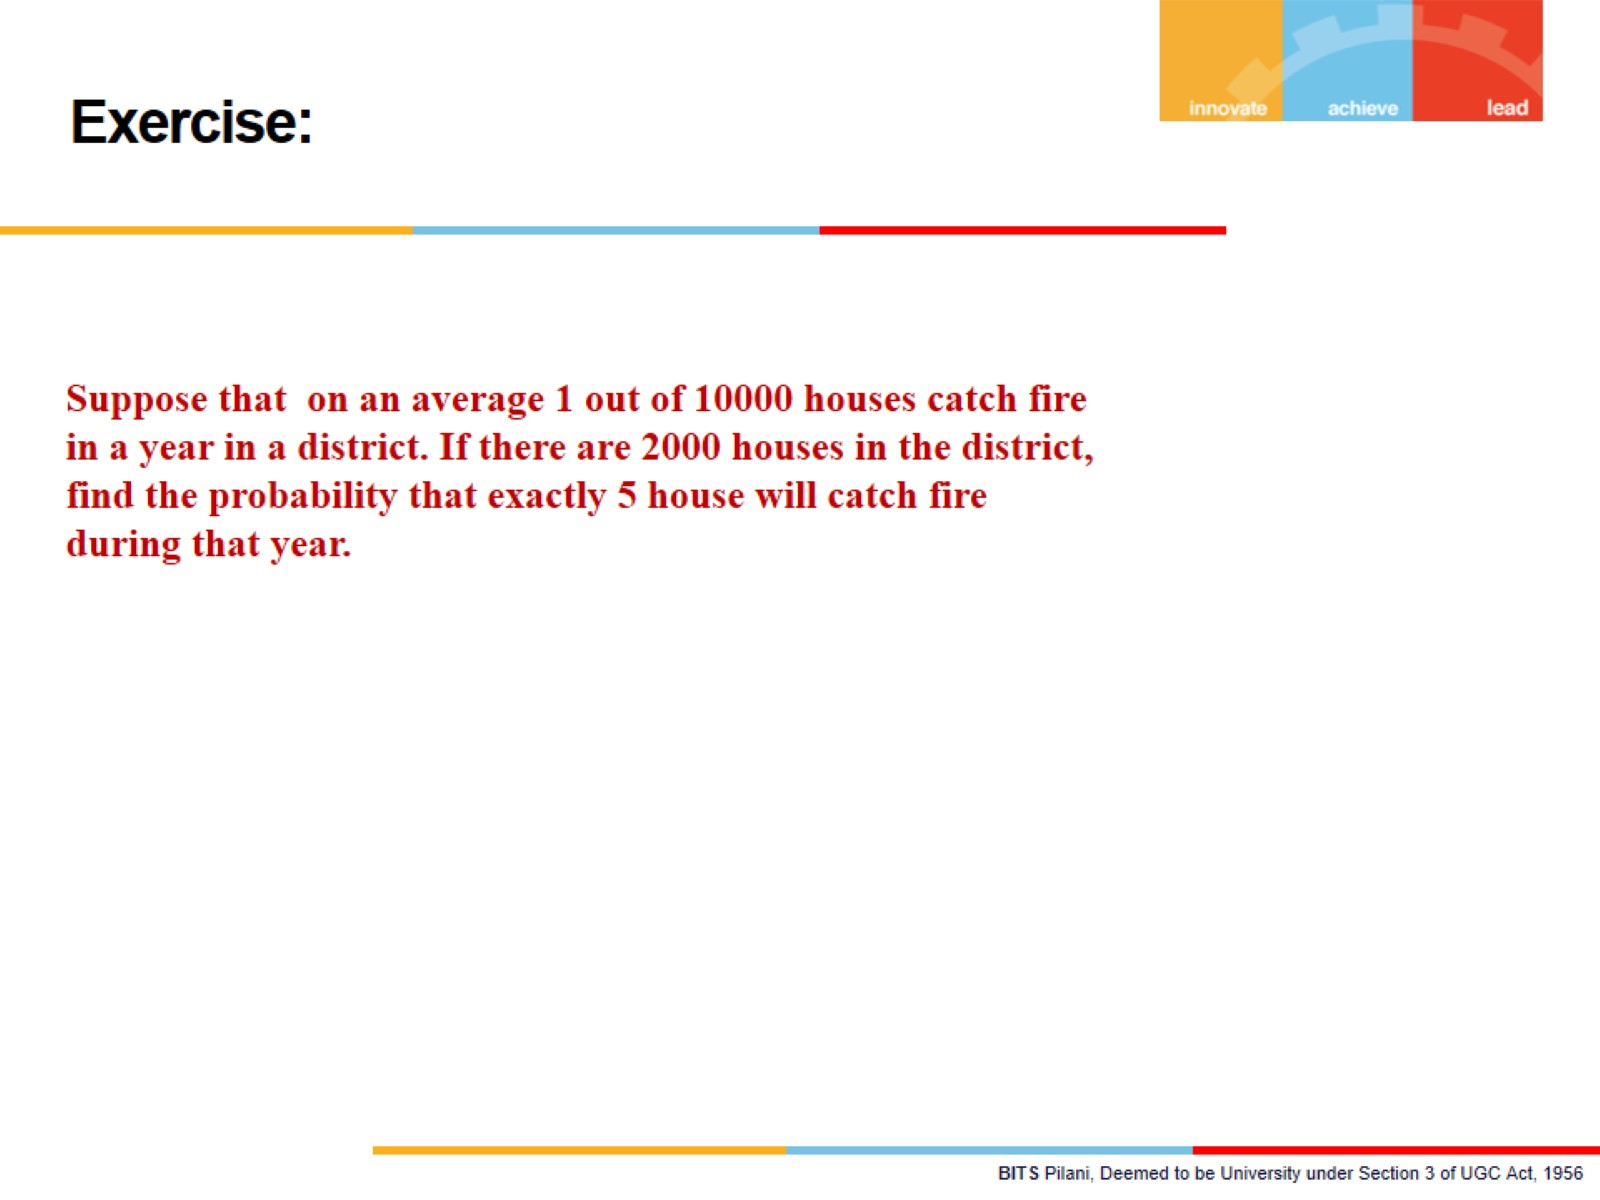 innovate achieve lead
Exercise:
Suppose that on an average 1 out of 10000 houses catch fire
in a year in a district. If there are 2000 houses in the district,
find the probability that exactly 5 house will catch fire
during that year.
BITS Pilani, Deemed to be University under Section 3 of UGC Act, 1956